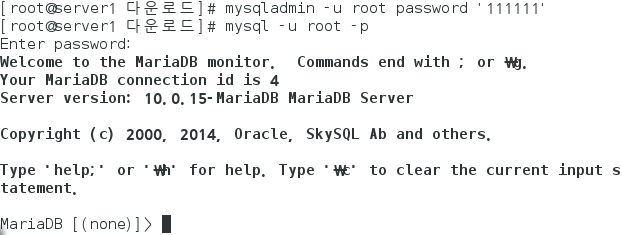 [root@server1 다운로드]# mysqladmin -u root password '111111'
[root@server1 다운로드]# mysql -u root -p
Enter password:
Welcome to the MariaDB monitor.  Commands end with ; or ₩g.
Your MariaDB connection id is 4
Server version: 10.0.15-MariaDB MariaDB Server
Copyright (c) 2000, 2014, Oracle, SkySQL Ab and others.
Type 'help;' or '₩h' for help. Type '₩c' to clear the current input s
tatement.
MariaDB [(none)]>